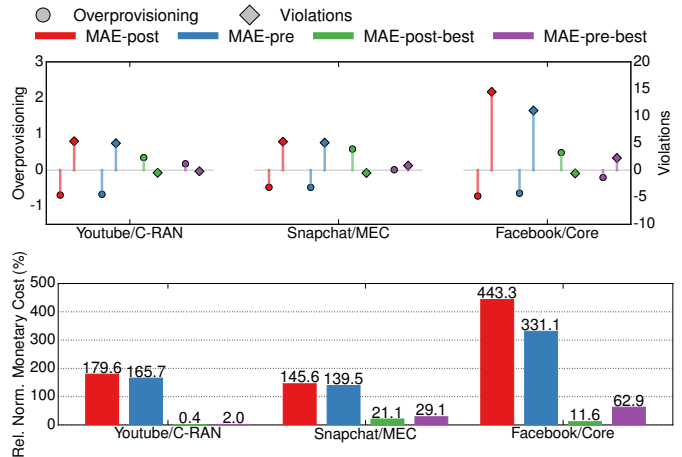 Overprovisioning Violations
MAE-post MAE-pre MAE-post-best MAE-pre-best
Overprovisioning
3
2
1
0
-1
Violations
20
15
10
5
0
-5
-10
Youtube/C-RAN Snapchat/MEC Facebook/Core
Rel. Norm. Monetary Cost (%)
500
400
300
200
100
0
179.6 165.7 0.4 2.0
145.6 139.5 21.1 29.1
443.3 331.1 11.6 62.9
Youtube/C-RAN Snapchat/MEC Facebook/Core